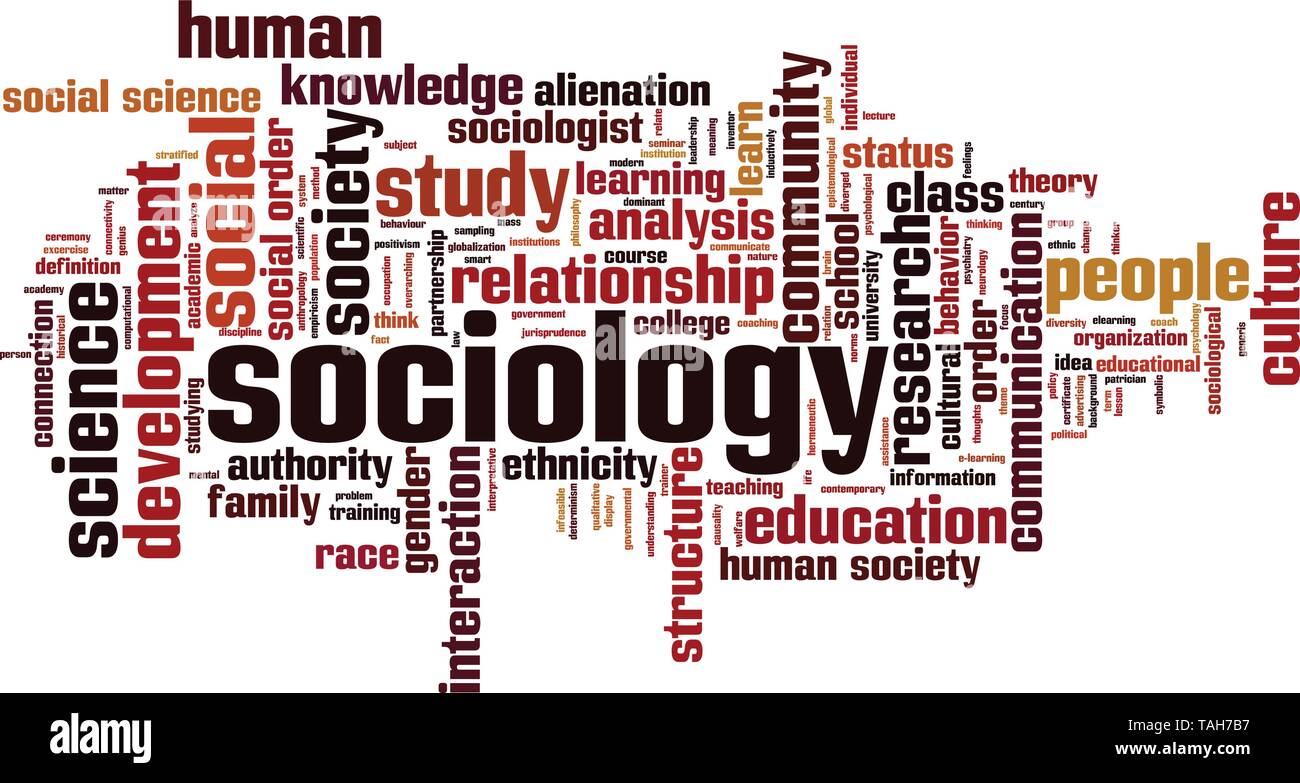 human
social science
knowledge
alienation
sociologist
relate
seminar
institution
leadership
meaning
inventor
inductively
learn
community
global
epistemological
individual
lecture
diverged
psychological
status
feelings
class
theory
century
thinking
stratified
social
social order
system
method
society
subject
study
modern
learning
dominant
analysis
philosophy
institutions
mass
sampling
behaviour
positivism
globalization
smart
course
communicate
nature
relationship
government
jurisprudence
college
coaching
brain
relation
school
norms
university
research
behavior
psychiatry
neurology
order
focus
communication
group
ethnic
change
thinker
people
culture
diversity
elearning
coach
psychology
organization
idea
educational
sociological
generis
policy
certificate
advertising
background
patrician
term
lesson
symbolic
political
matter
connectivity
genius
ceremony
excercise
definition
academy
development
academic
analyze
scientific
anthropology
population
empiricism
occupation
overarching
partnership
law
think
fact
discipline
person
connection
historical
science
computational
studying
sociology
cultural
thoughts
theme
e-learning
information
assistance
hermeneutic
life
contemporary
mental
authority
family
problem
training
gender
race
interaction
interpretative
ethnicity
infeasible
determinism
qualitative
display
governmental
understanding
trainer
structure
teaching
causality
welfare
education
human society
alamy
Image ID: TAH7B7
www.alamy.com